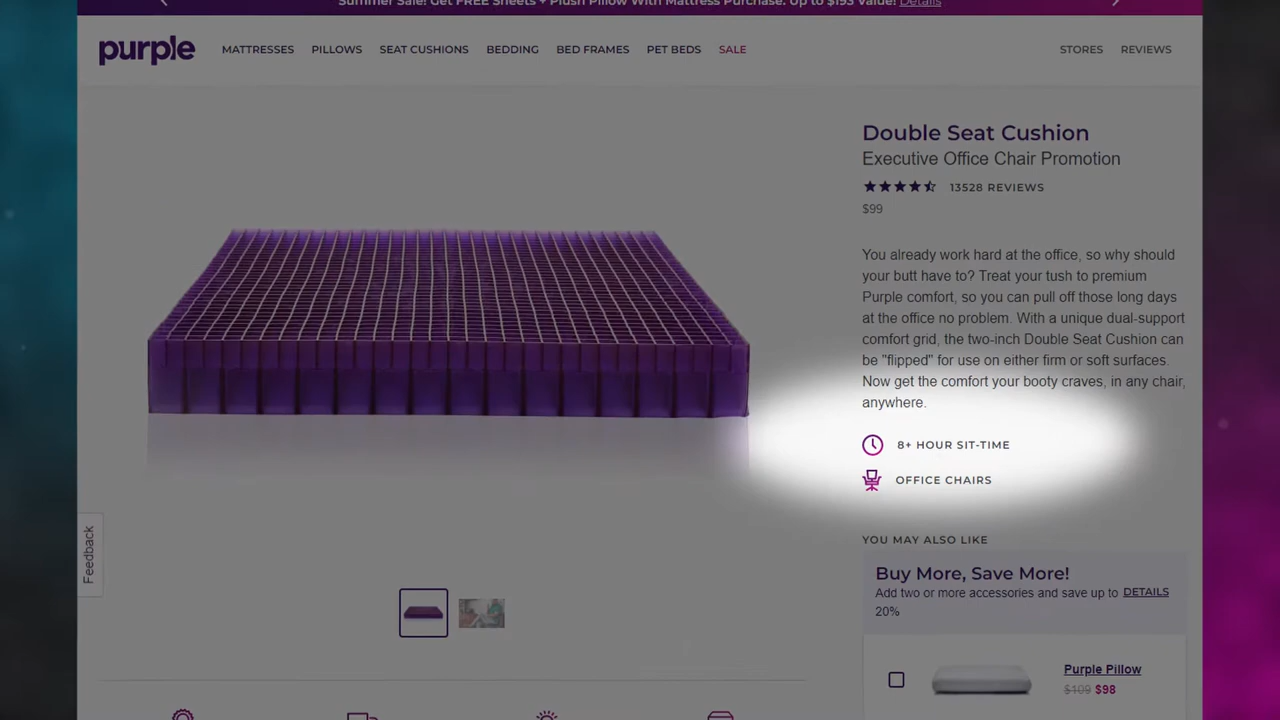 Summer Sale! Get FREE Sheets + Plush Pillow With Mattress Purchase. Up to $193 Value! Details
purple MATTRESSES PILLOWS SEAT CUSHIONS BEDDING BED FRAMES PET BEDS SALE STORES REVIEWS
Double Seat Cushion
Executive Office Chair Promotion
13528 REVIEWS
$99
You already work hard at the office, so why should
your butt have to? Treat your tush to premium
Purple comfort, so you can pull off those long days
at the office no problem. With a unique dual-support
comfort grid, the two-inch Double Seat Cushion can
be "flipped" for use on either firm or soft surfaces.
Now get the comfort your booty craves, in any chair,
anywhere.
8+ HOUR SIT-TIME
OFFICE CHAIRS
Feedback
YOU MAY ALSO LIKE
Buy More, Save More!
Add two or more accessories and save up to DETAILS
20%
Purple Pillow
$109 $98